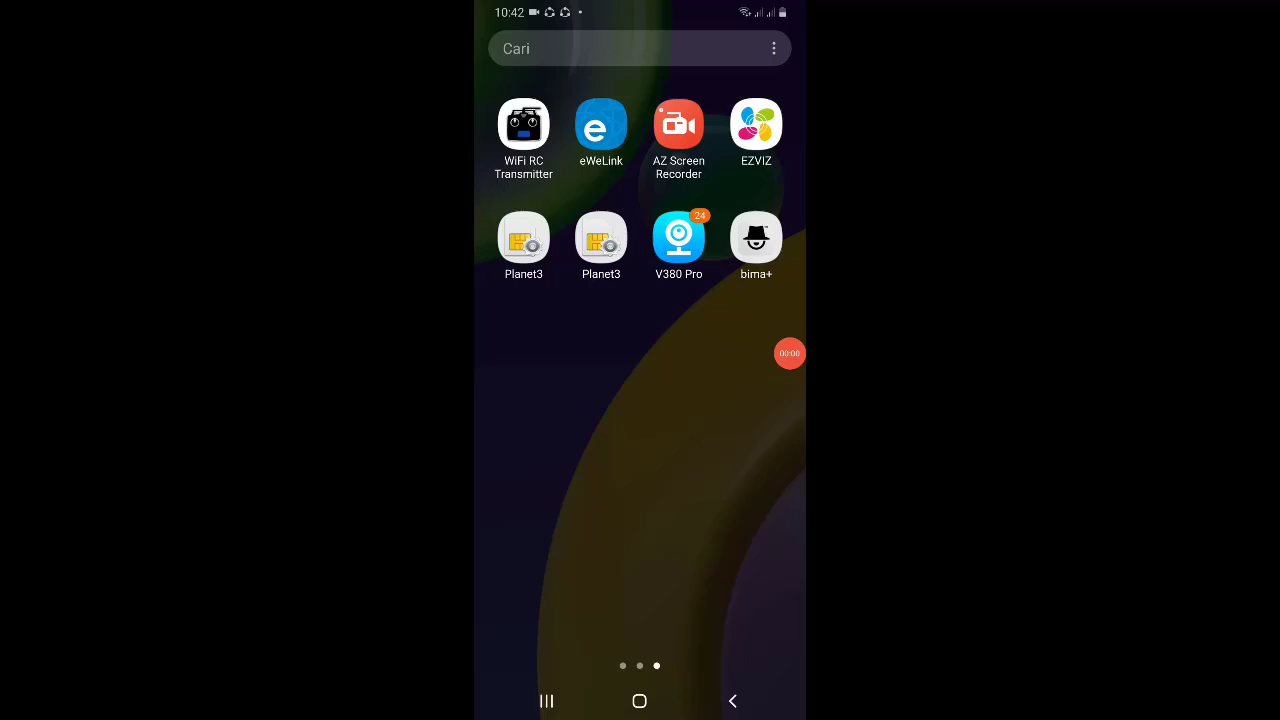 10:42
Cari
WiFi RC Transmitter
eWeLink
AZ Screen Recorder
EZVIZ
Planet3
Planet3
24
V380 Pro
bima+
00:00